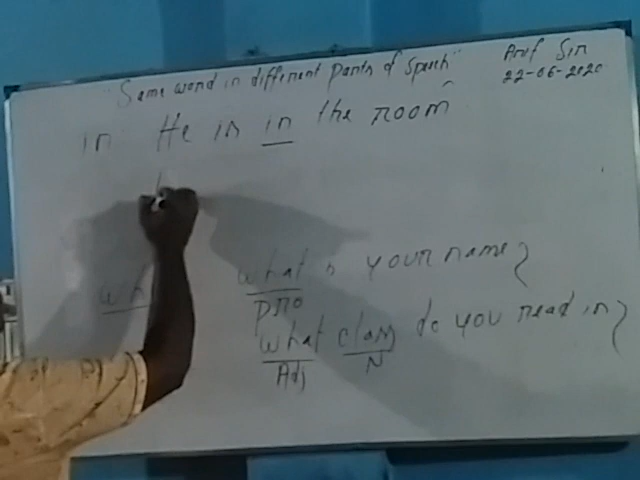 "Same word in different parts of speech"
Arif Sir
22-06-2020
in He is in the room
wh
what is your name?
pro
what class do you read in?
Adj N